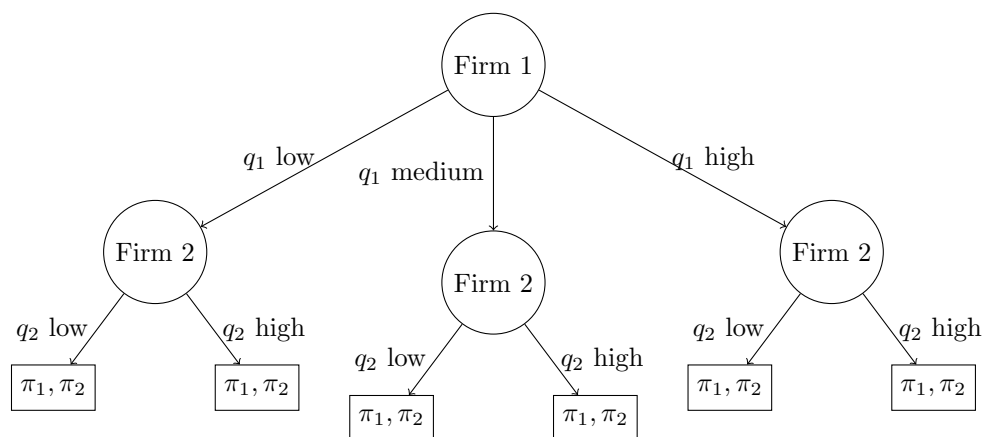 Firm 1
q₁ low
q₁ medium
q₁ high
Firm 2
Firm 2
Firm 2
q₂ low
q₂ high
q₂ low
q₂ high
q₂ low
q₂ high
π₁, π₂
π₁, π₂
π₁, π₂
π₁, π₂
π₁, π₂
π₁, π₂